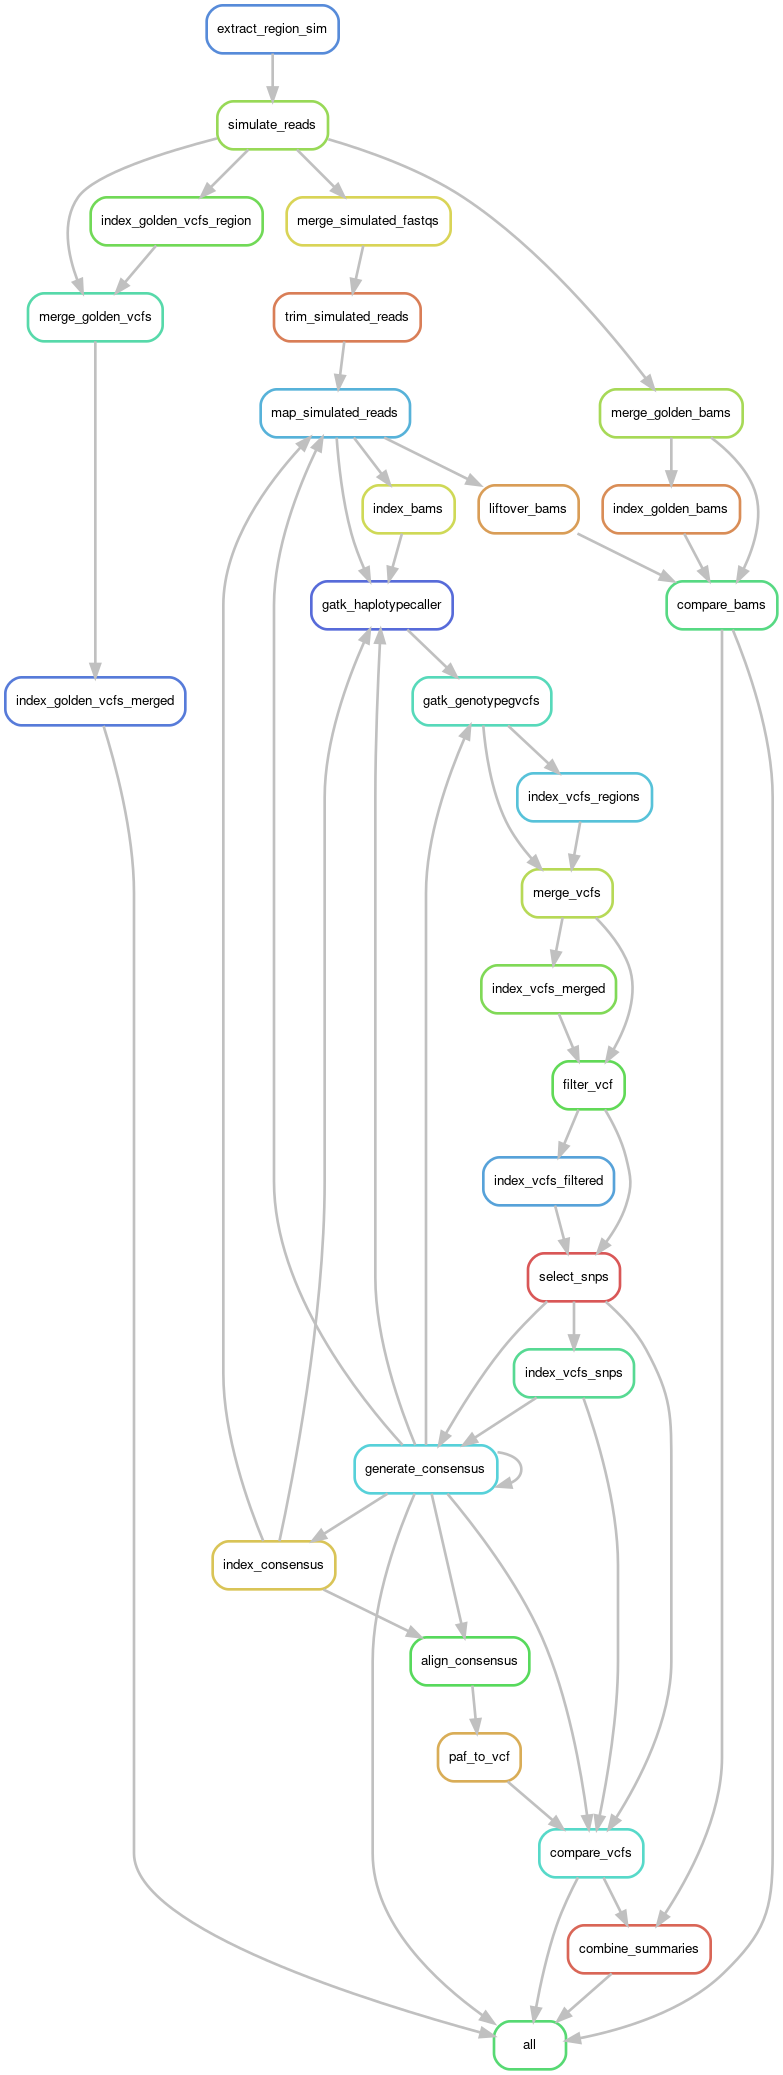 extract_region_sim
simulate_reads
index_golden_vcfs_region
merge_simulated_fastqs
merge_golden_vcfs
trim_simulated_reads
map_simulated_reads
merge_golden_bams
index_bams
liftover_bams
index_golden_bams
gatk_haplotypecaller
compare_bams
index_golden_vcfs_merged
gatk_genotypegvcfs
index_vcfs_regions
merge_vcfs
index_vcfs_merged
filter_vcf
index_vcfs_filtered
select_snps
index_vcfs_snps
generate_consensus
index_consensus
align_consensus
paf_to_vcf
compare_vcfs
combine_summaries
all